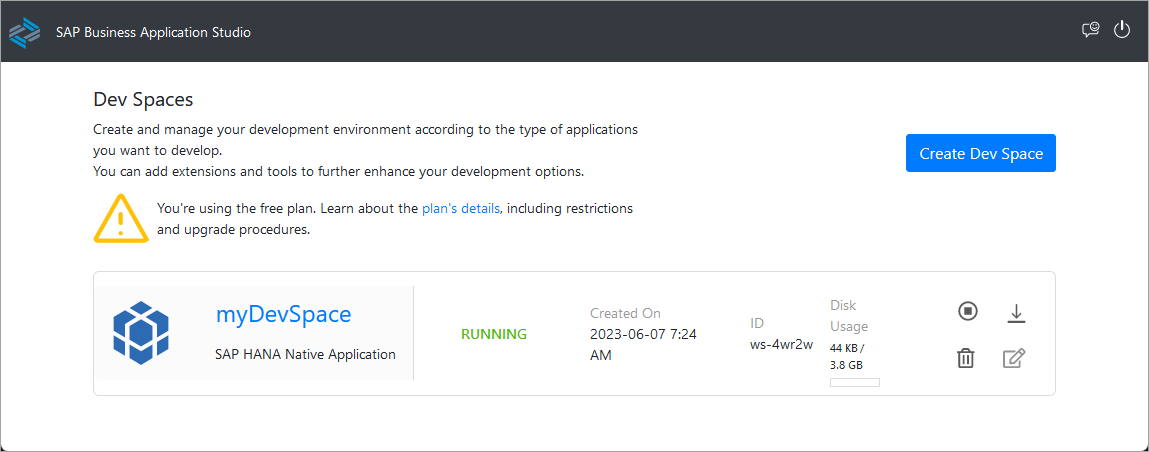 SAP Business Application Studio
Dev Spaces
Create and manage your development environment according to the type of applications
you want to develop.
You can add extensions and tools to further enhance your development options.
Create Dev Space
You're using the free plan. Learn about the plan's details, including restrictions
and upgrade procedures.
myDevSpace
SAP HANA Native Application
RUNNING
Created On
2023-06-07 7:24
AM
ID
ws-4wr2w
Disk
Usage
44 KB /
3.8 GB